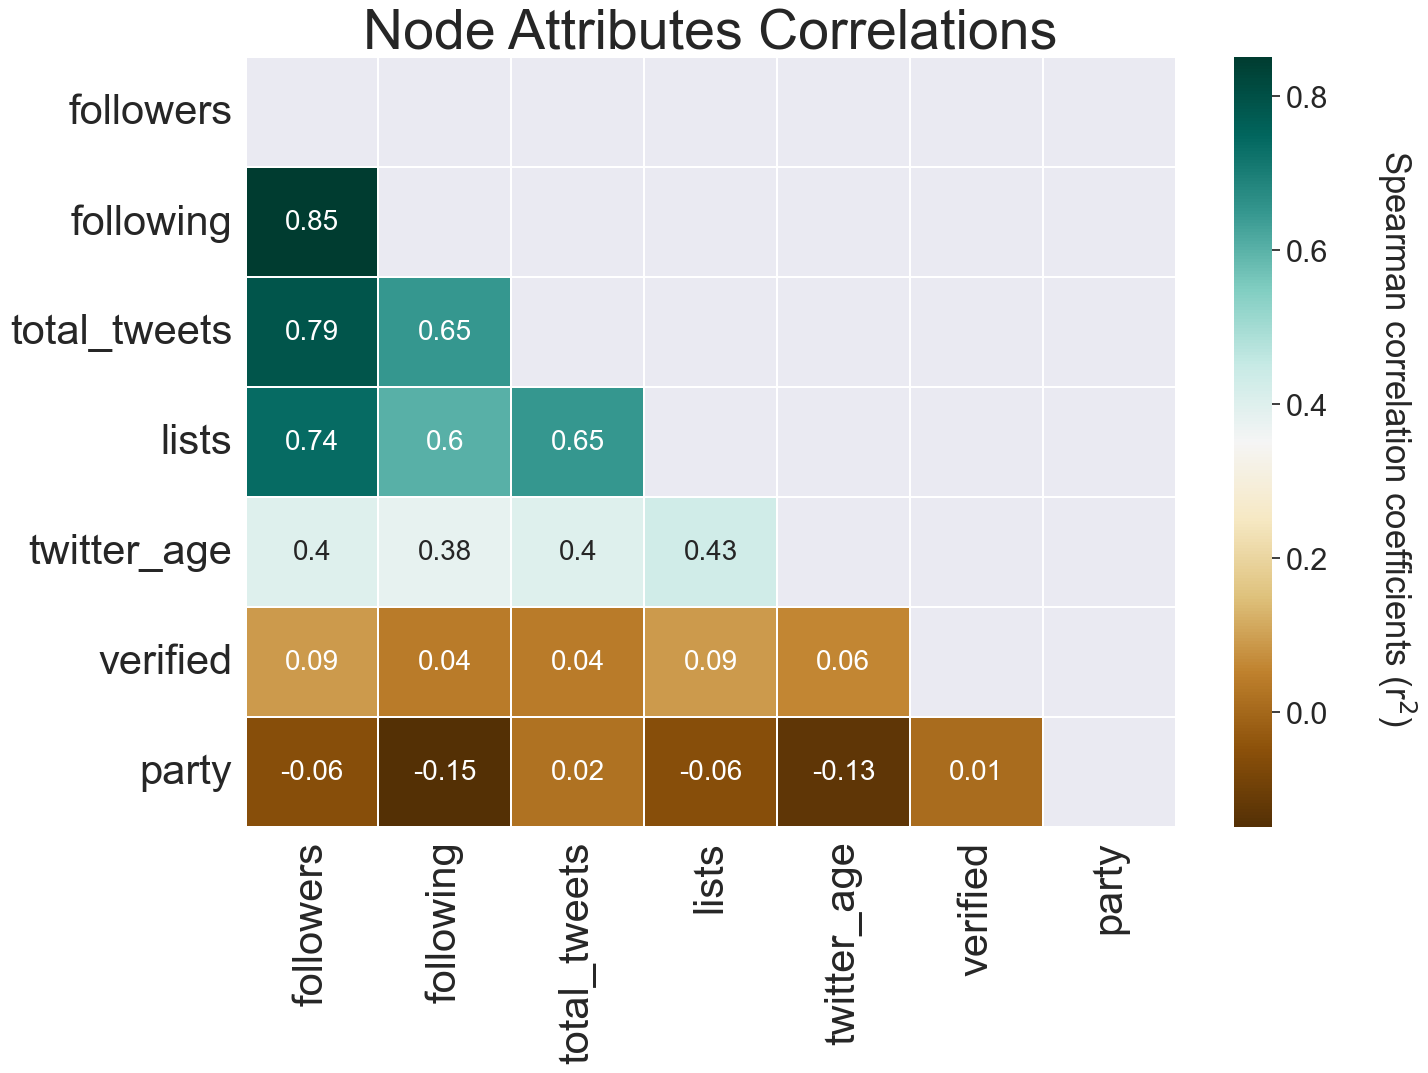 Node Attributes Correlations
followers
following
0.85
total_tweets
0.79 0.65
lists
0.74 0.6 0.65
twitter_age
0.4 0.38 0.4 0.43
verified
0.09 0.04 0.04 0.09 0.06
party
-0.06 -0.15 0.02 -0.06 -0.13 0.01
followers
following
total_tweets
lists
twitter_age
verified
party
0.8
0.6
0.4
0.2
0.0
Spearman correlation coefficients (r²)